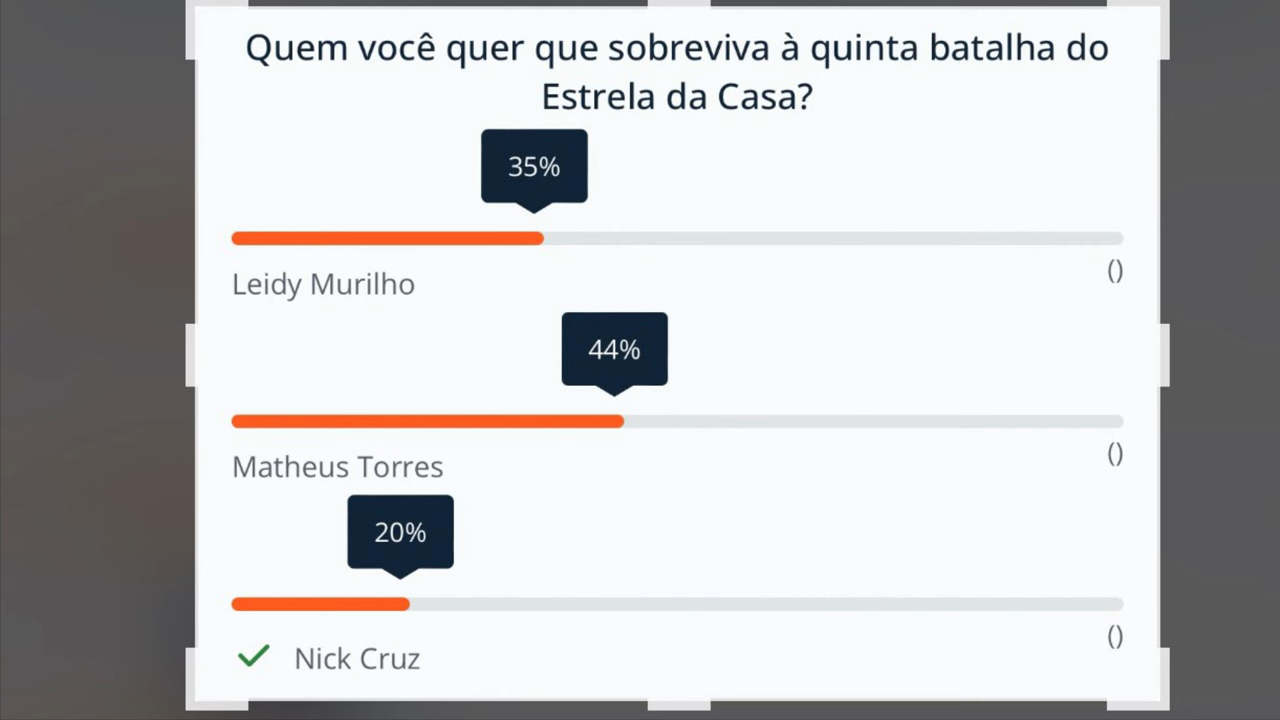 Quem você quer que sobreviva à quinta batalha do
Estrela da Casa?
35%
()
Leidy Murilho
44%
()
Matheus Torres
20%
()
Nick Cruz